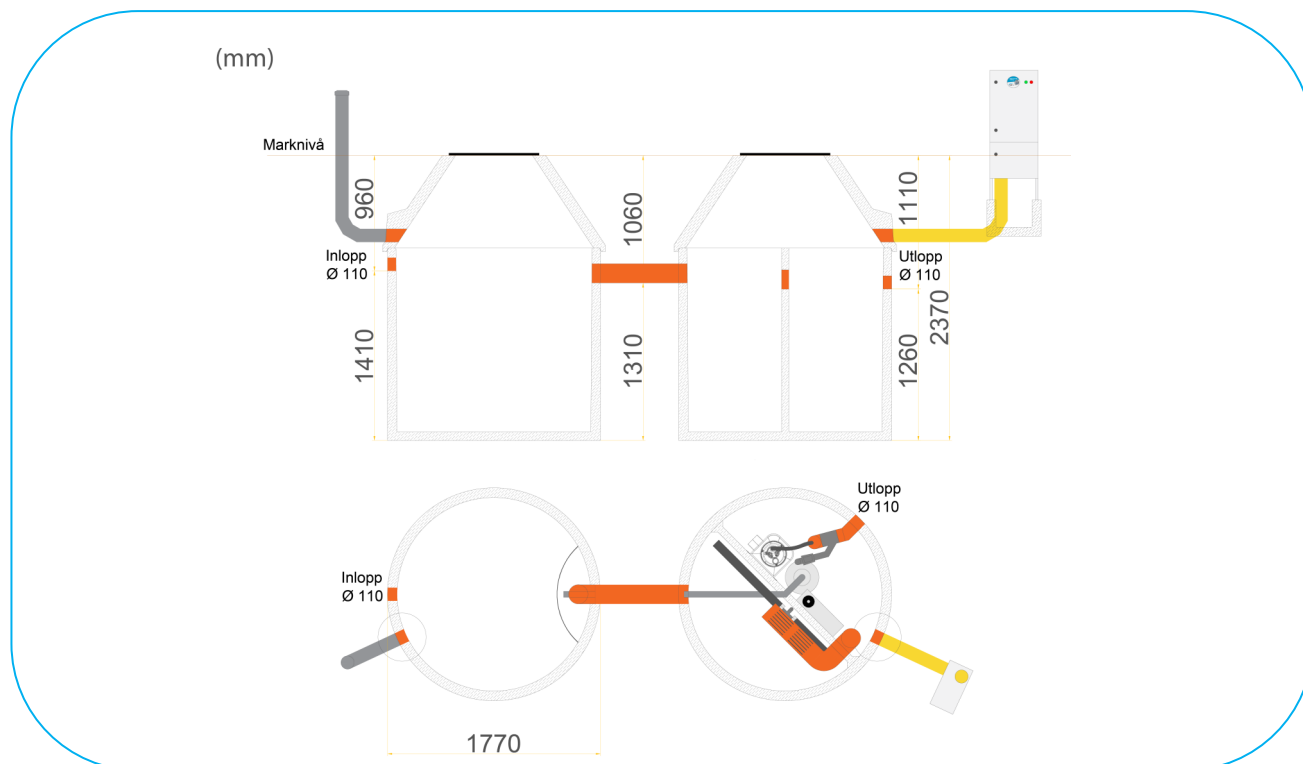 (mm)
Marknivå
960
1060
1110
Inlopp
Ø 110
Utlopp
Ø 110
1410
1310
1260
2370
Utlopp
Ø 110
Inlopp
Ø 110
1770